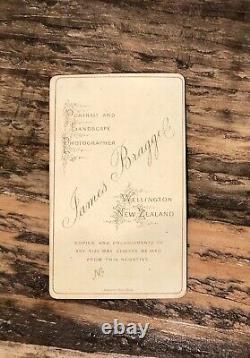 PORTRAIT AND
LANDSCAPE
PHOTOGRAPHER
James Bragge
WELLINGTON
NEW ZEALAND
COPIES AND ENLARGEMENTS TO
ANY SIZE MAY ALWAYS BE HAD
FROM THIS NEGATIVE.
No